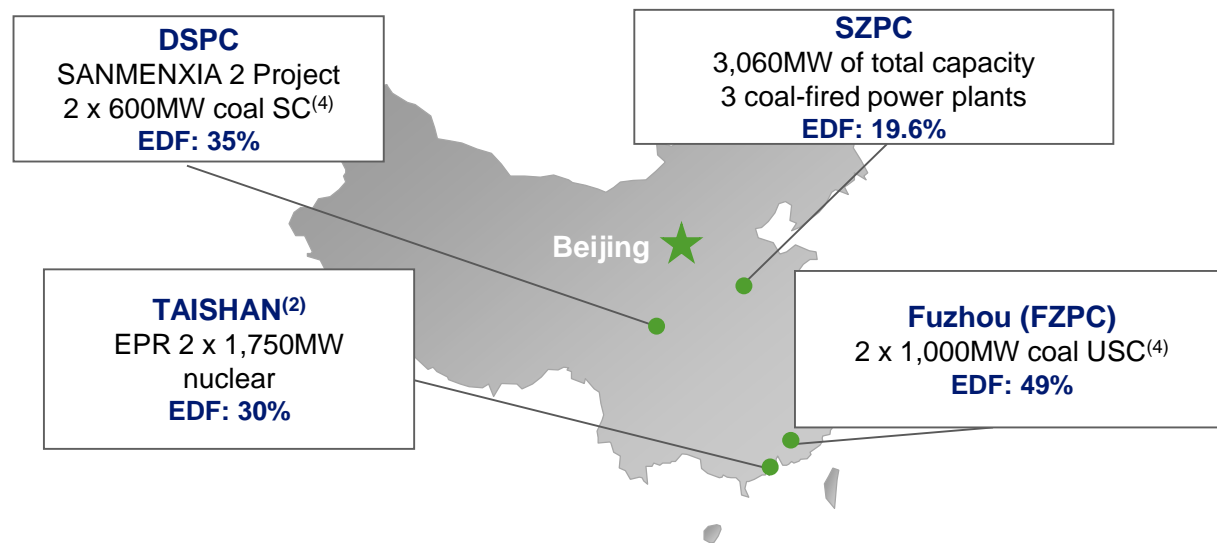 DSPC
SANMENXIA 2 Project
2 x 600MW coal SC(4)
EDF: 35%
SZPC
3,060MW of total capacity
3 coal-fired power plants
EDF: 19.6%
Beijing
TAISHAN(2)
EPR 2 x 1,750MW
nuclear
EDF: 30%
Fuzhou (FZPC)
2 x 1,000MW coal USC(4)
EDF: 49%